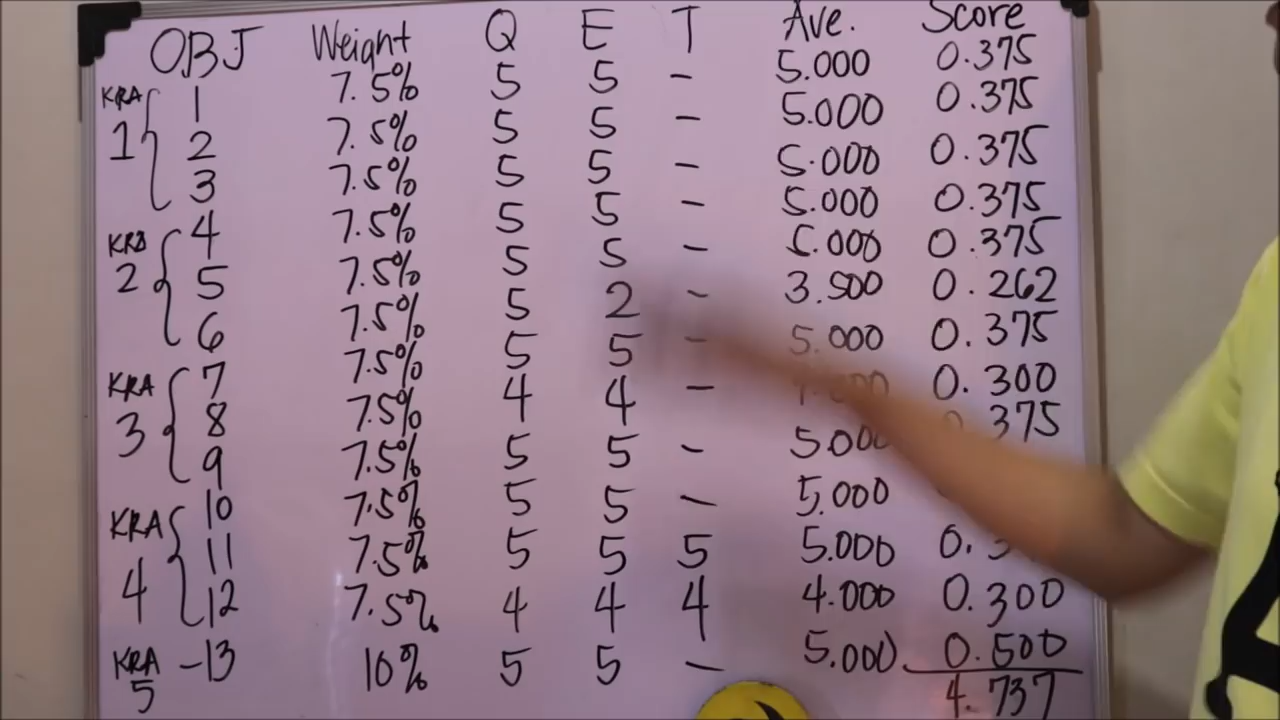 OBJ Weight Q E T Ave. Score
KRA 1 7.5% 5 5 - 5.000 0.375
1 2 7.5% 5 5 - 5.000 0.375
3 7.5% 5 5 - 5.000 0.375
KRA 4 7.5% 5 5 - 5.000 0.375
2 5 7.5% 5 5 - 5.000 0.375
6 7.5% 5 2 - 3.500 0.262
KRA 7 7.5% 5 5 - 5.000 0.375
3 8 7.5% 4 4 - 0.300
9 7.5% 5 5 - 5.000
KRA 10 7.5% 5 5 - 5.000
4 11 7.5% 5 5 5 5.000
12 7.5% 4 4 4 4.000 0.300
KRA 5 -13 10% 5 5 - 5.000 0.500
4.737